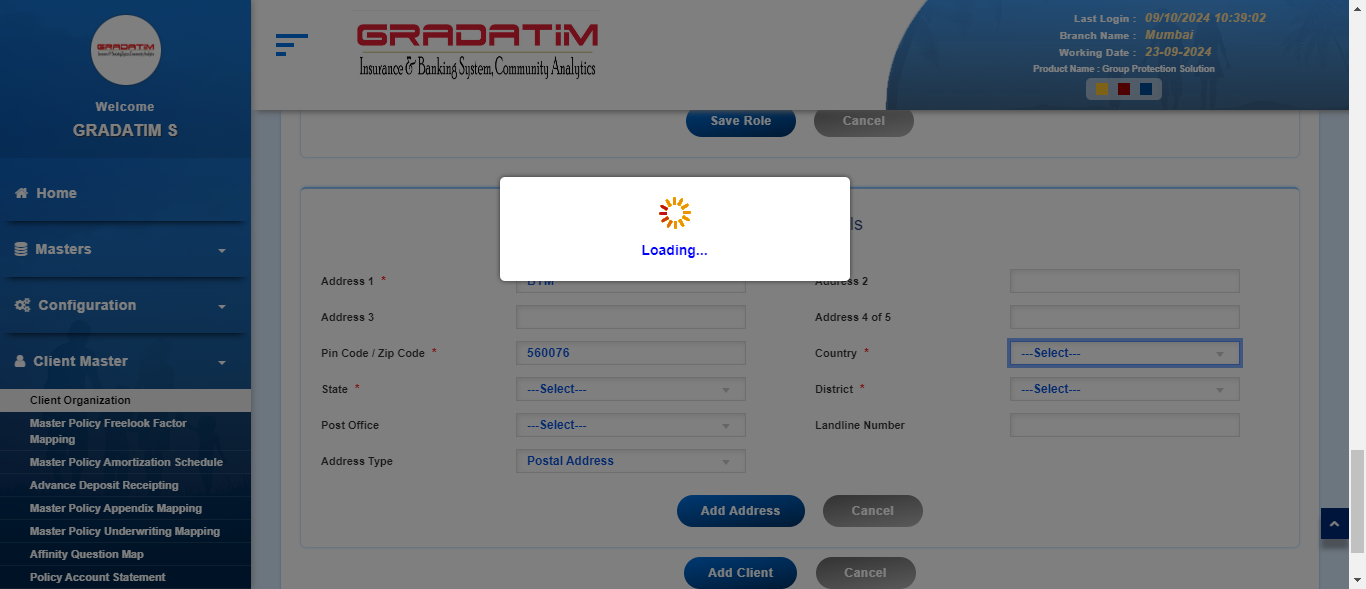 GRADATIM
Insurance & Banking System, Community Analytics
Welcome
GRADATIM S
Home
Masters
Configuration
Client Master
Client Organization
Master Policy Freelook Factor
Mapping
Master Policy Amortization Schedule
Advance Deposit Receipting
Master Policy Appendix Mapping
Master Policy Underwriting Mapping
Affinity Question Map
Policy Account Statement
GRADATIM
Insurance & Banking System, Community Analytics
Last Login : 09/10/2024 10:39:02
Branch Name : Mumbai
Working Date : 23-09-2024
Product Name : Group Protection Solution
Save Role Cancel
ls
Loading...
Address 1 * BTM Address 2
Address 3 Address 4 of 5
Pin Code / Zip Code * 560076 Country * ---Select---
State * ---Select--- District * ---Select---
Post Office ---Select--- Landline Number
Address Type Postal Address
Add Address Cancel
Add Client Cancel